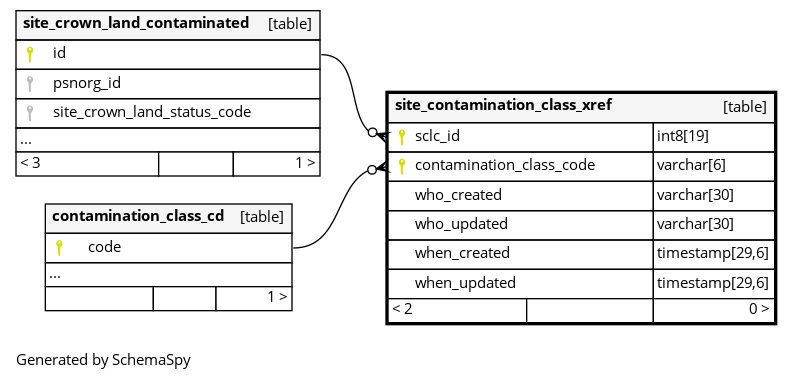 site_crown_land_contaminated [table]
id
psnorg_id
site_crown_land_status_code
...
< 3 1 >
site_contamination_class_xref [table]
sclc_id int8[19]
contamination_class_code varchar[6]
who_created varchar[30]
who_updated varchar[30]
when_created timestamp[29,6]
when_updated timestamp[29,6]
< 2 0 >
contamination_class_cd [table]
code
...
1 >
Generated by SchemaSpy